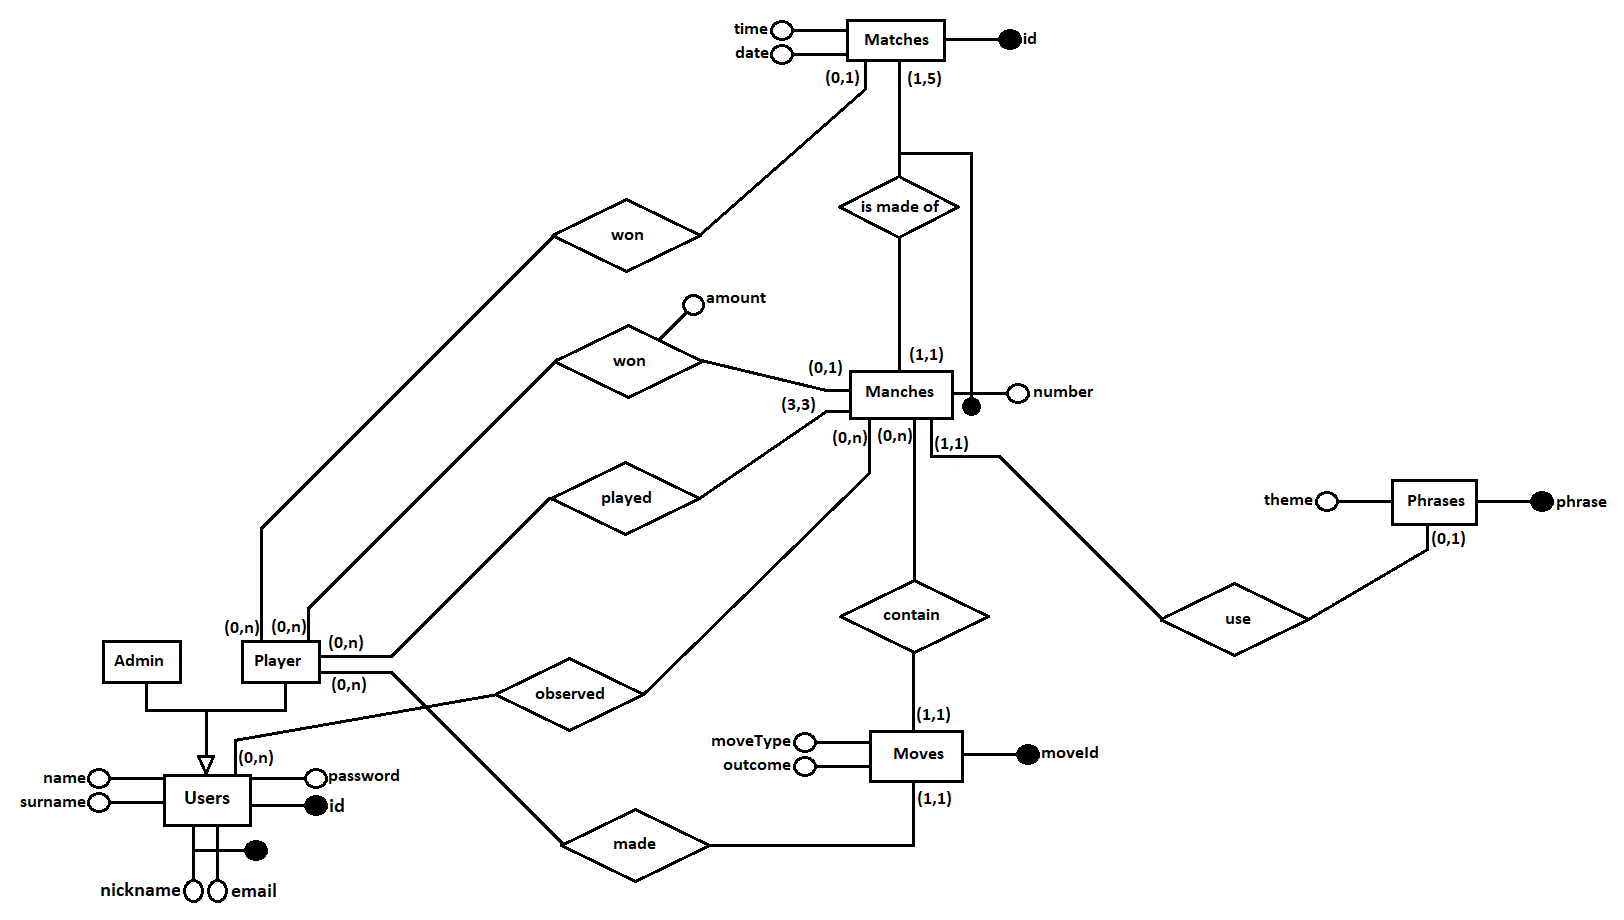 time
Matches
id
date
(0,1)
(1,5)
is made of
won
amount
won
(0,1)
(1,1)
Manches
number
(3,3)
(0,n)
(0,n)
(1,1)
played
theme
Phrases
phrase
(0,1)
contain
use
(0,n)
(0,n)
(0,n)
Admin
Player
(0,n)
observed
(1,1)
moveType
Moves
moveId
outcome
(0,n)
name
password
surname
Users
id
(1,1)
made
nickname
email